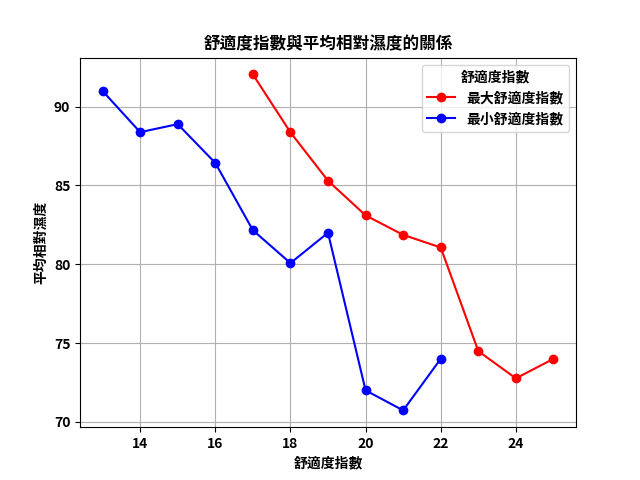 舒適度指數與平均相對濕度的關係
舒適度指數
最大舒適度指數
最小舒適度指數
平均相對濕度
90
85
80
75
70
14 16 18 20 22 24
舒適度指數